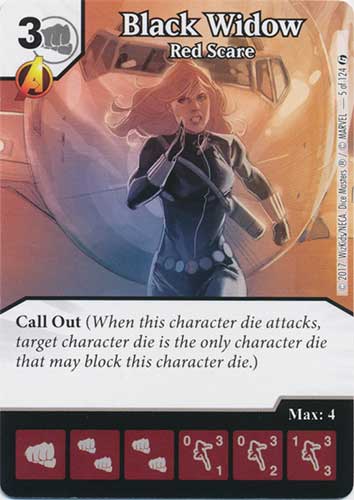 3
Black Widow
Red Scare
5 of 124
© 2017 WizKids/NECA. Dice Masters ® / © MARVEL
Call Out (When this character die attacks,
target character die is the only character die
that may block this character die.)
Max: 4
0 3 1
0 3 2
1 3 3